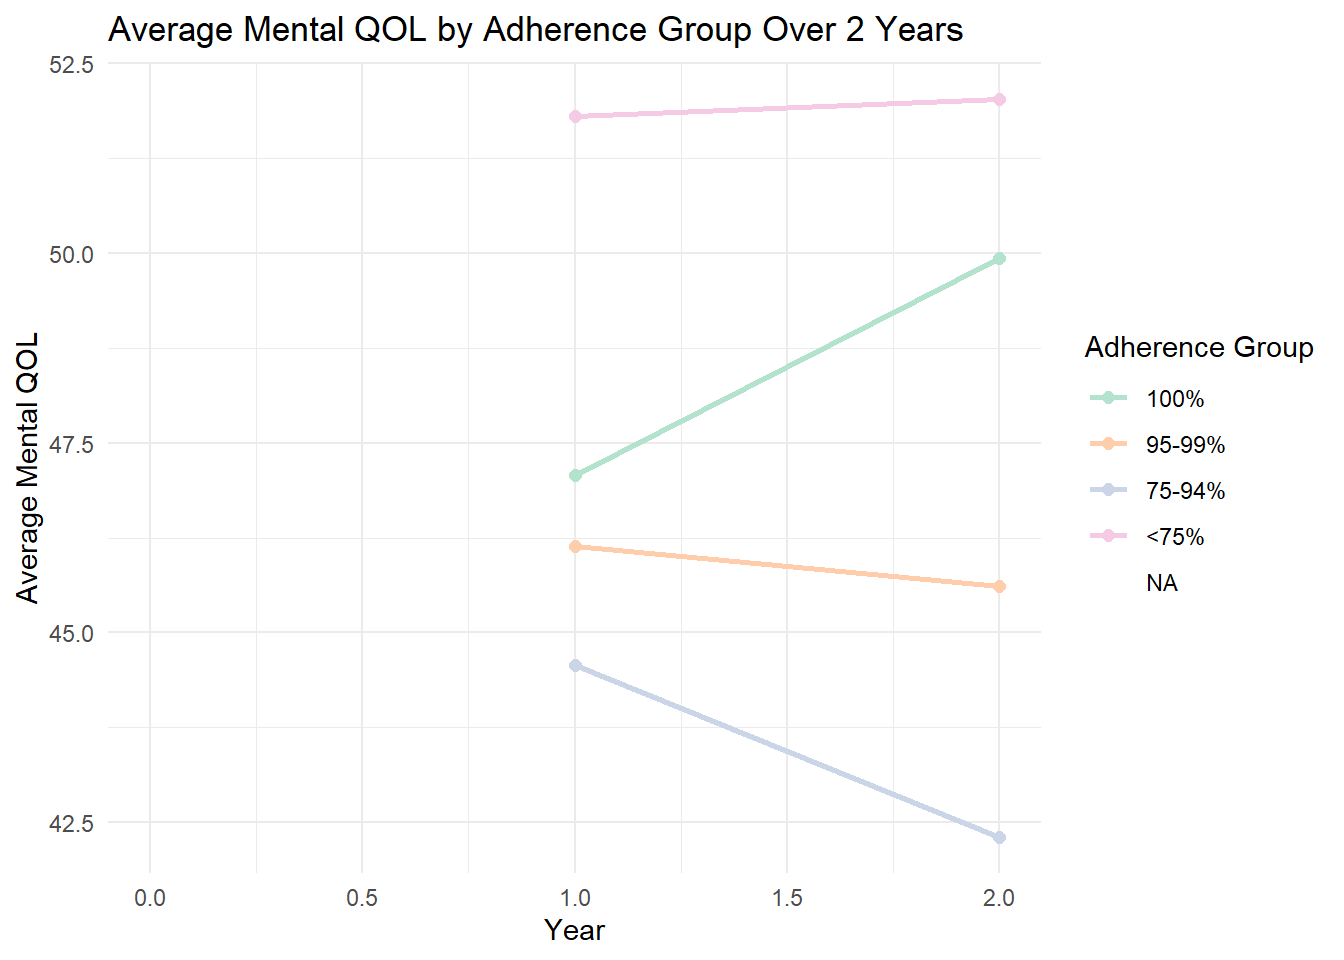 Average Mental QOL by Adherence Group Over 2 Years
52.5
50.0
47.5
45.0
42.5
Average Mental QOL
0.0
0.5
1.0
1.5
2.0
Year
Adherence Group
100%
95-99%
75-94%
<75%
NA